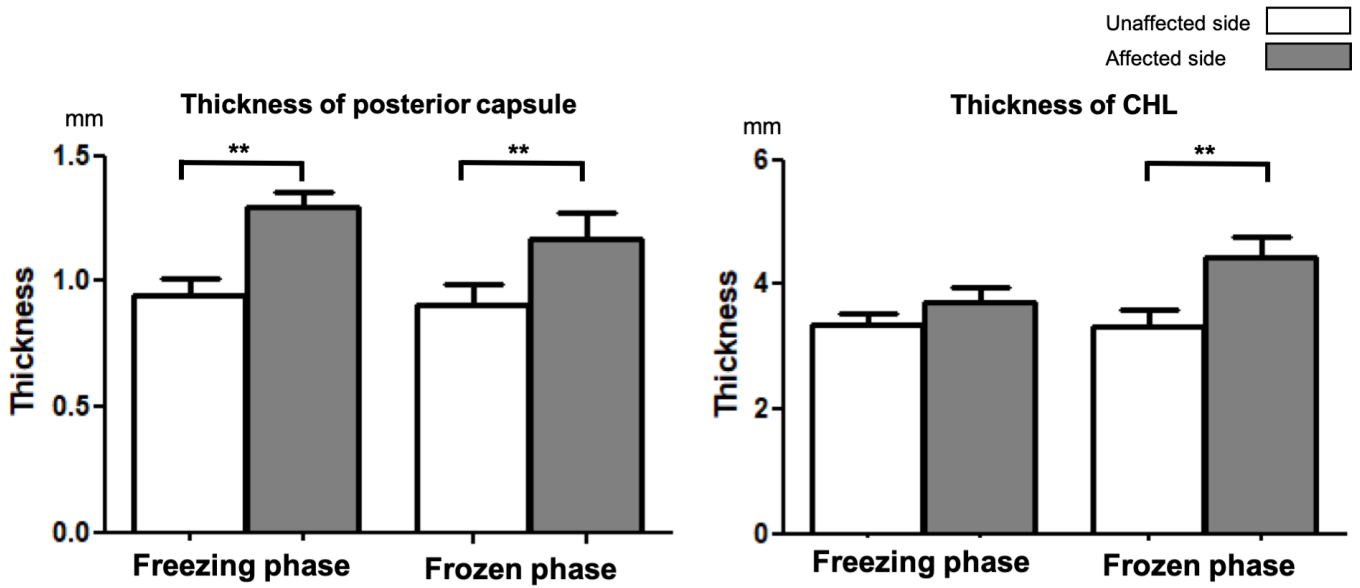 Unaffected side
Affected side
Thickness of posterior capsule
mm
1.5
1.0
0.5
0.0
Thickness
**
**
Freezing phase
Frozen phase
Thickness of CHL
mm
6
4
2
0
Thickness
**
Freezing phase
Frozen phase